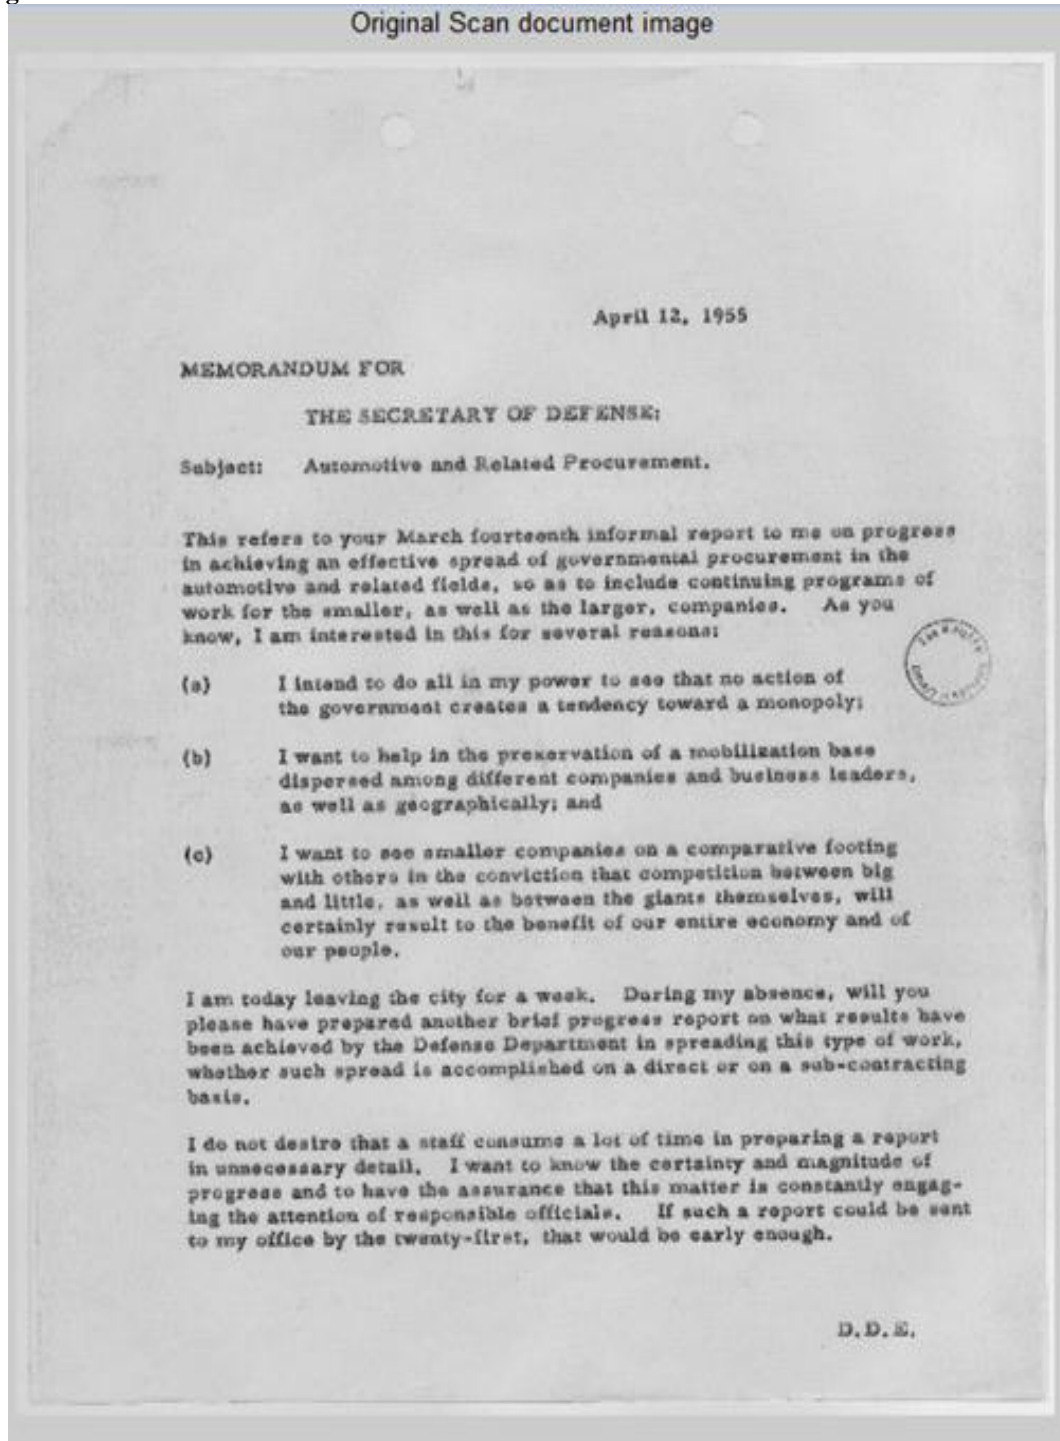 Original Scan document image
April 12, 1955
MEMORANDUM FOR
THE SECRETARY OF DEFENSE:
Subject: Automotive and Related Procurement.
This refers to your March fourteenth informal report to me on progress
in achieving an effective spread of governmental procurement in the
automotive and related fields, so as to include continuing programs of
work for the smaller, as well as the larger, companies. As you
know, I am interested in this for several reasons:
(a) I intend to do all in my power to see that no action of
the government creates a tendency toward a monopoly;
(b) I want to help in the preservation of a mobilization base
dispersed among different companies and business leaders,
as well as geographically; and
(c) I want to see smaller companies on a comparative footing
with others in the conviction that competition between big
and little, as well as between the giants themselves, will
certainly result to the benefit of our entire economy and of
our people.
I am today leaving the city for a week. During my absence, will you
please have prepared another brief progress report on what results have
been achieved by the Defense Department in spreading this type of work,
whether such spread is accomplished on a direct or on a sub-contracting
basis.
I do not desire that a staff consume a lot of time in preparing a report
in unnecessary detail. I want to know the certainty and magnitude of
progress and to have the assurance that this matter is constantly engag-
ing the attention of responsible officials. If such a report could be sent
to my office by the twenty-first, that would be early enough.
D.D.E.